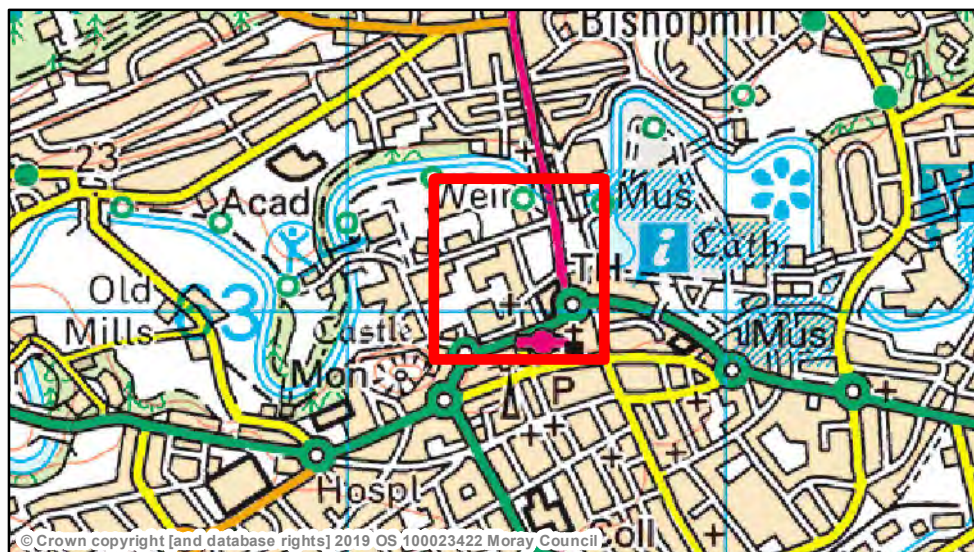 Bishopmill
23
Acad
Weir
Mus
i
Cath
Old
Mills
63
TH
Castle
Mus
Mon
P
Hospl
Coll
© Crown copyright [and database rights] 2019 OS 100023422 Moray Council